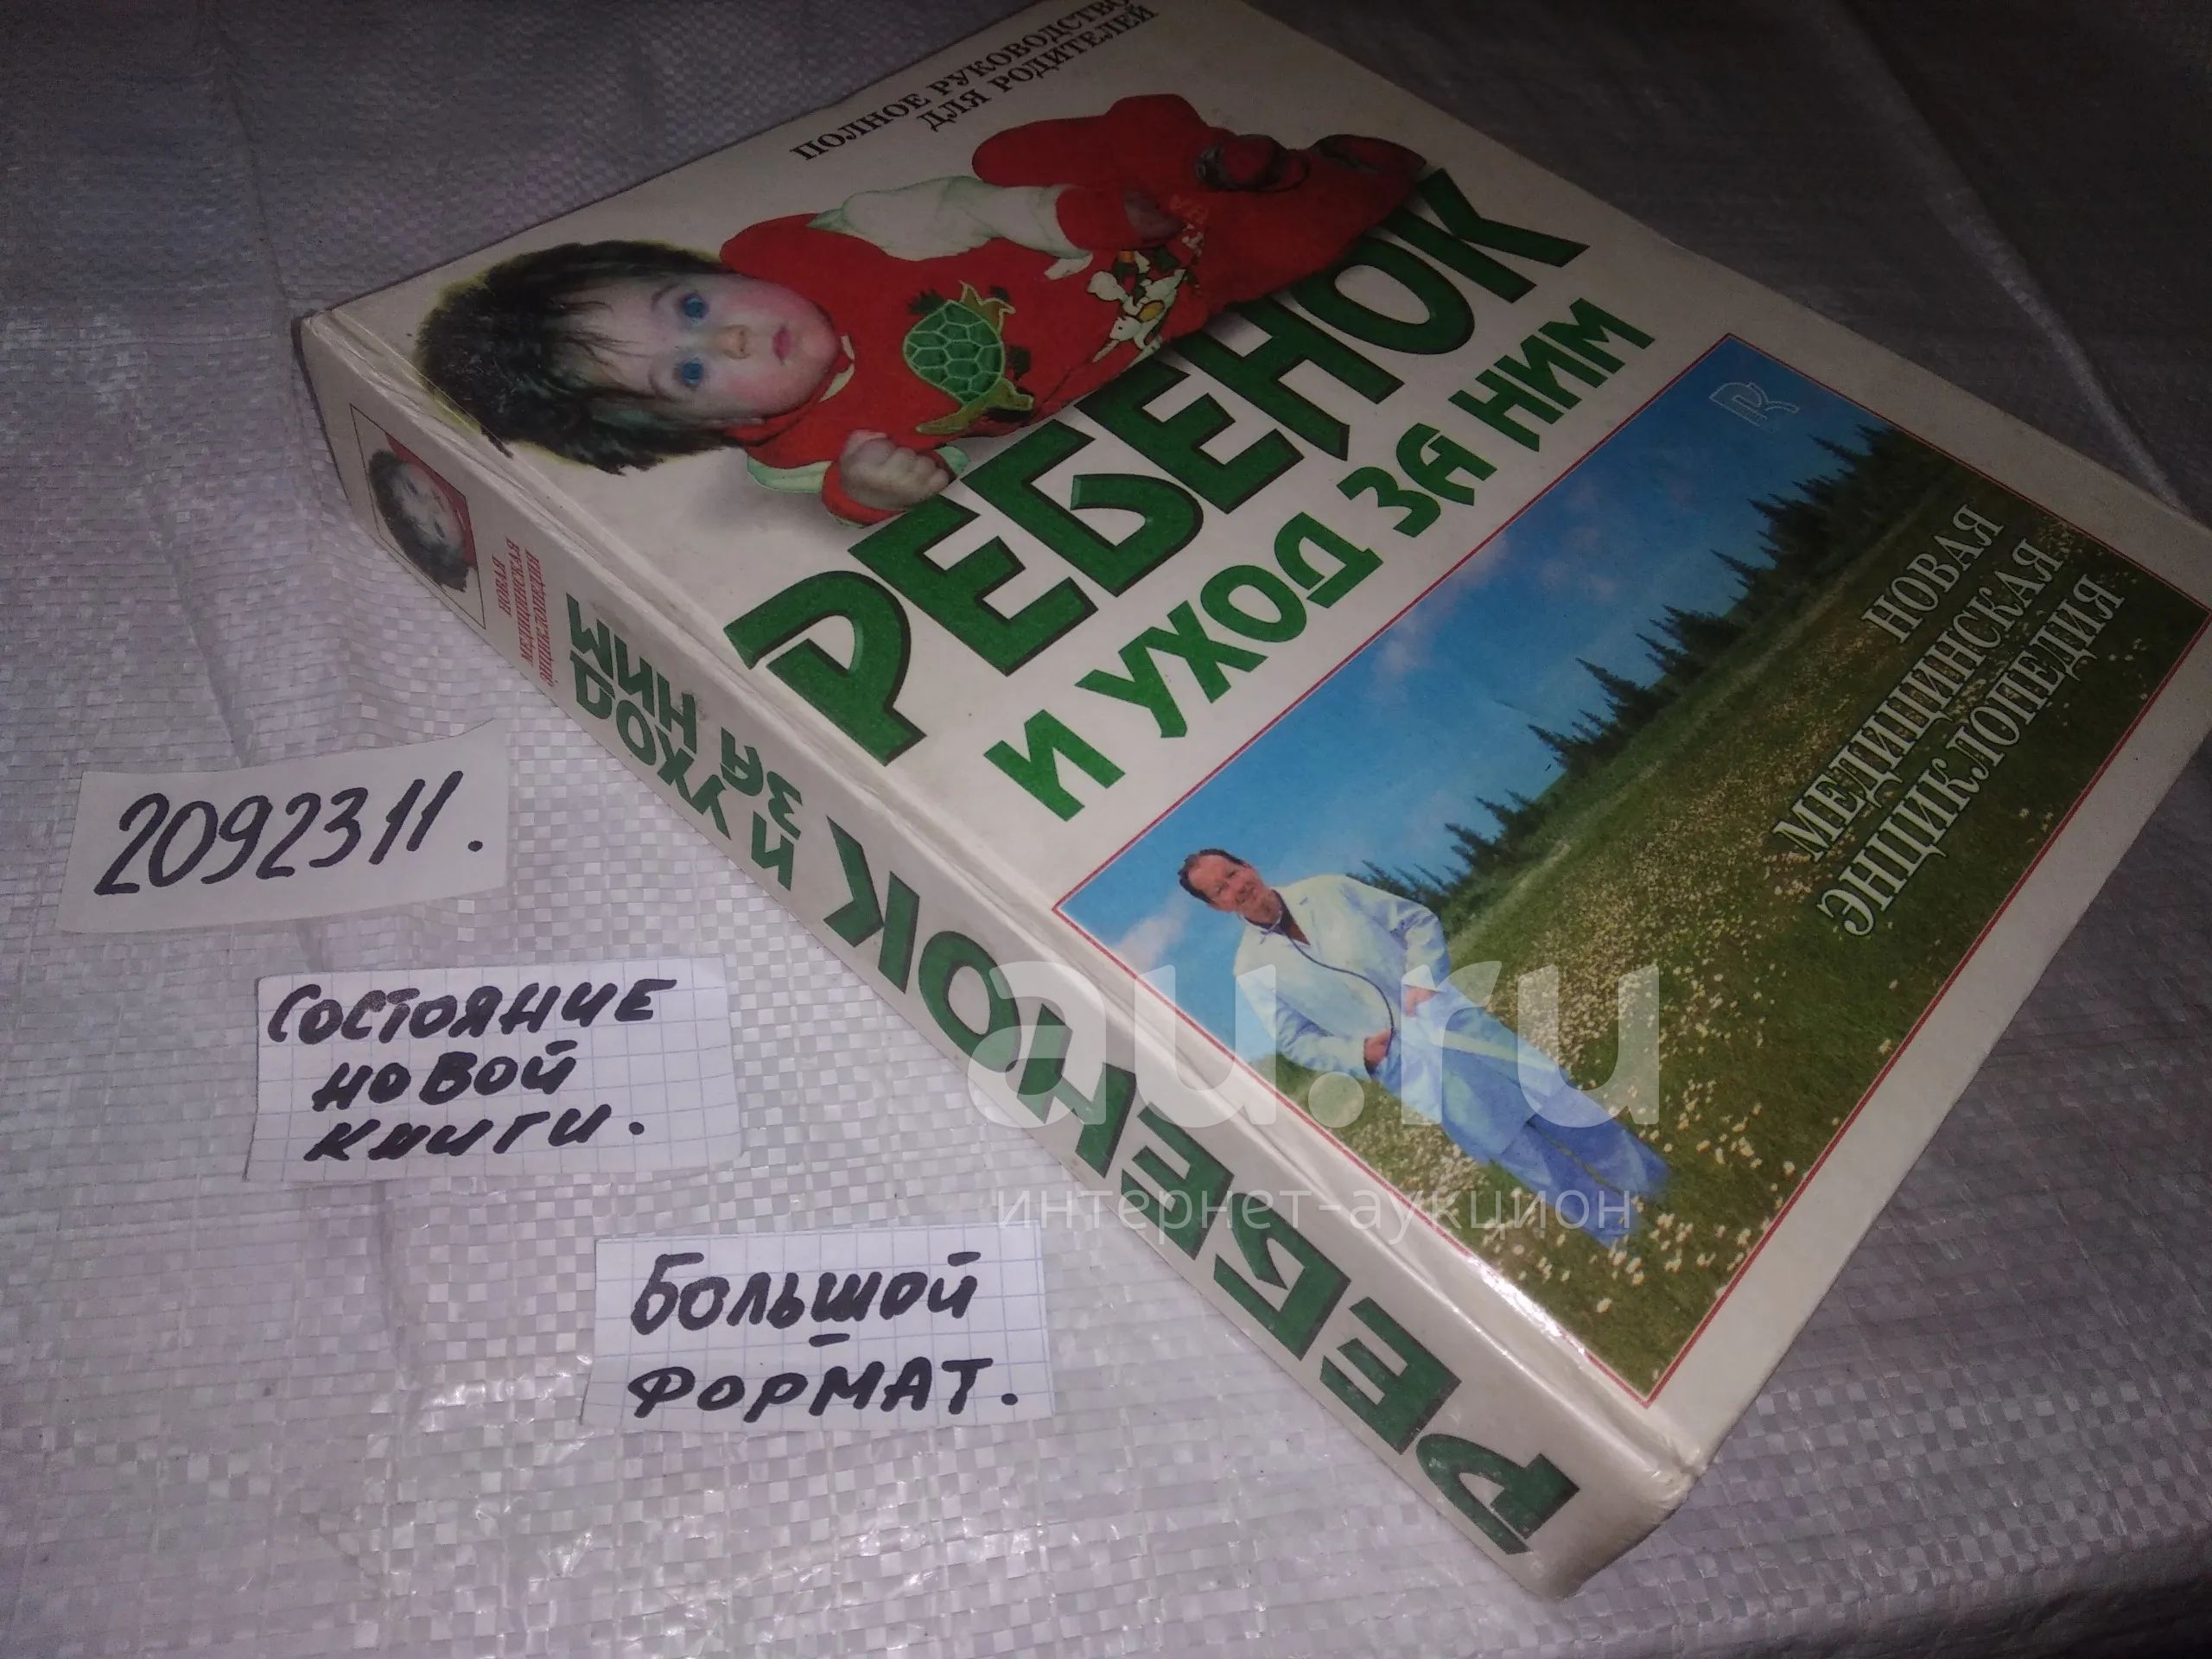 ПОЛНОЕ РУКОВОДСТВО
ДЛЯ РОДИТЕЛЕЙ
РЕБЕНОК
И УХОД ЗА НИМ
НОВАЯ
МЕДИЦИНСКАЯ
ЭНЦИКЛОПЕДИЯ
НОВАЯ
МЕДИЦИНСКАЯ
ЭНЦИКЛОПЕДИЯ
РЕБЕНОК
И УХОД
ЗА НИМ
2092311.
СОСТОЯНИЕ
НОВОЙ
КНИГИ.
БОЛЬШОЙ
ФОРМАТ.
au.ru
интернет-аукцион